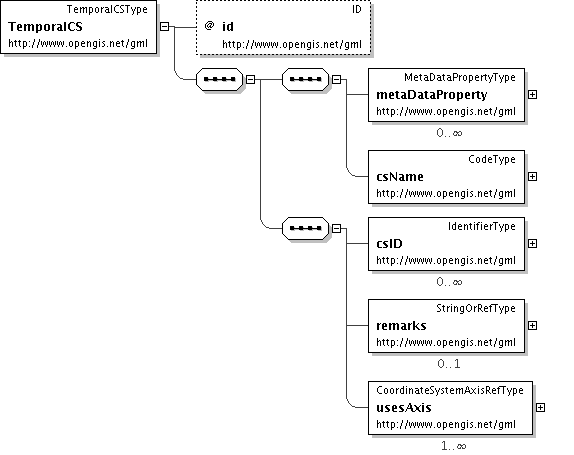 TemporalCSType
TemporalCS
http://www.opengis.net/gml
ID
@ id
http://www.opengis.net/gml
MetaDataPropertyType
metaDataProperty
http://www.opengis.net/gml
0..∞
CodeType
csName
http://www.opengis.net/gml
IdentifierType
csID
http://www.opengis.net/gml
0..∞
StringOrRefType
remarks
http://www.opengis.net/gml
0..1
CoordinateSystemAxisRefType
usesAxis
http://www.opengis.net/gml
1..∞